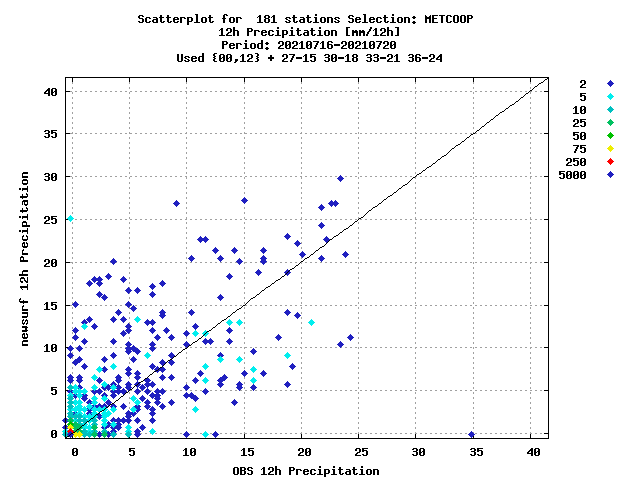 Scatterplot for  181 stations Selection: METCOOP
12h Precipitation [mm/12h]
Period: 20210716-20210720
Used {00,12} + 27-15 30-18 33-21 36-24
40
35
30
25
20
15
10
5
0
newsurf 12h Precipitation
0 5 10 15 20 25 30 35 40
OBS 12h Precipitation
2
5
10
25
50
75
250
5000